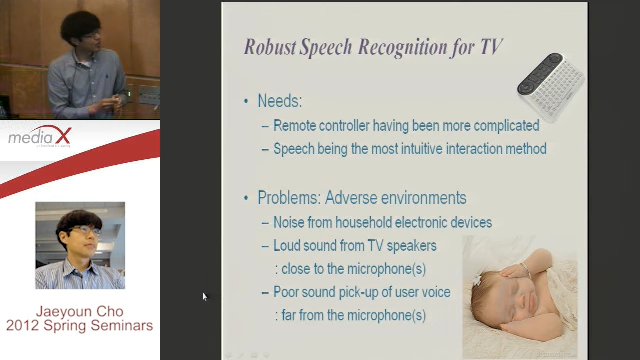 Robust Speech Recognition for TV
• Needs:
– Remote controller having been more complicated
– Speech being the most intuitive interaction method
• Problems: Adverse environments
– Noise from household electronic devices
– Loud sound from TV speakers
: close to the microphone(s)
– Poor sound pick-up of user voice
: far from the microphone(s)
media X
Jaeyoun Cho
2012 Spring Seminars